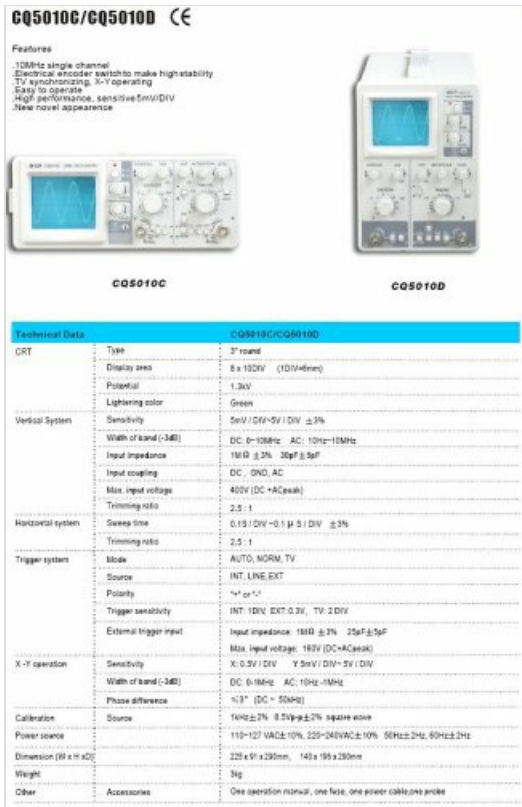 CQ5010C/CQ5010D CE
Features
.10MHz single channel
.Electrical encoder switchto make highstability
.TV synchronizing, X-Yoperating
.Easy to operate
.High performance, sensitive5mV/DIV
.New novel appearence
CQ5010C
CQ5010D
Technical Data CQ5010C/CQ5010D
CRT Type 3" round
Display area 8 x 10DIV (1DIV=6mm)
Potential 1.3kV
Lightering color Green
Vertical System Sensitivity 5mV / DIV~5V / DIV ±3%
Width of band (-3dB) DC: 0~10MHz AC: 10Hz~10MHz
Input impedance 1MΩ ±3% 30pF±5pF
Input coupling DC, GND, AC
Max. input voltage 400V (DC +ACpeak)
Trimming ratio 2.5 : 1
Horizontal system Sweep time 0.1S / DIV ~0.1 μ S / DIV ±3%
Trimming ratio 2.5 : 1
Trigger system Mode AUTO, NORM, TV
Source INT, LINE, EXT
Polarity "+" or "-"
Trigger sensitivity INT: 1DIV, EXT:0.3V, TV: 2 DIV
External trigger input Input impedance: 1MΩ ±3% 25pF±5pF
Max. input voltage: 160V (DC+ACpeak)
X -Y operation Sensitivity X: 0.5V / DIV Y 5mV / DIV~ 5V / DIV
Width of band (-3dB) DC: 0-1MHz AC: 10Hz -1MHz
Phase difference ≤3° (DC ~ 50kHz)
Calibration Source 1kHz±2% 0.5Vp-p±2% square wave
Power source 110~127 VAC±10%, 220~240VAC±10% 50Hz±2Hz, 60Hz±2Hz
Dimension (W x H xD) 225 x 91 x 290mm, 140 x 195 x 290mm
Weight 3kg
Other Accessories One operation manual, one fuse, one power cable,one probe